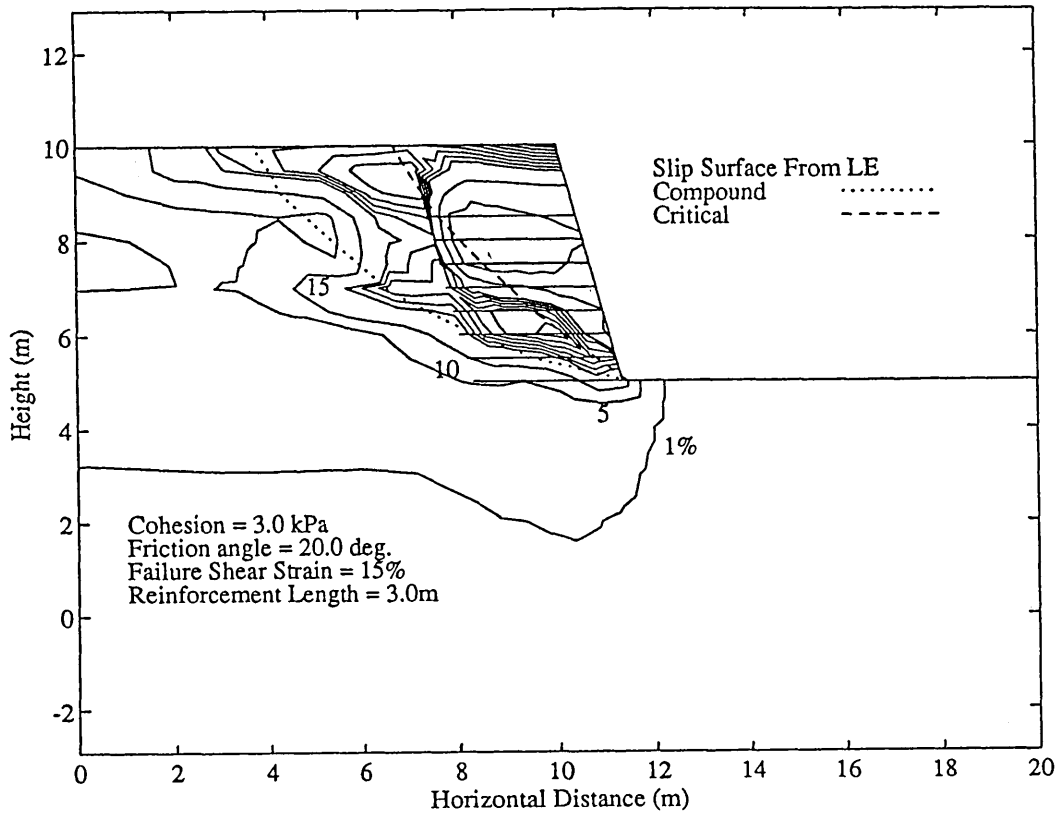 12
10
8
6
4
2
0
-2
Height (m)
Slip Surface From LE
Compound
Critical
15
10
5
1%
Cohesion = 3.0 kPa
Friction angle = 20.0 deg.
Failure Shear Strain = 15%
Reinforcement Length = 3.0m
0 2 4 6 8 10 12 14 16 18 20
Horizontal Distance (m)